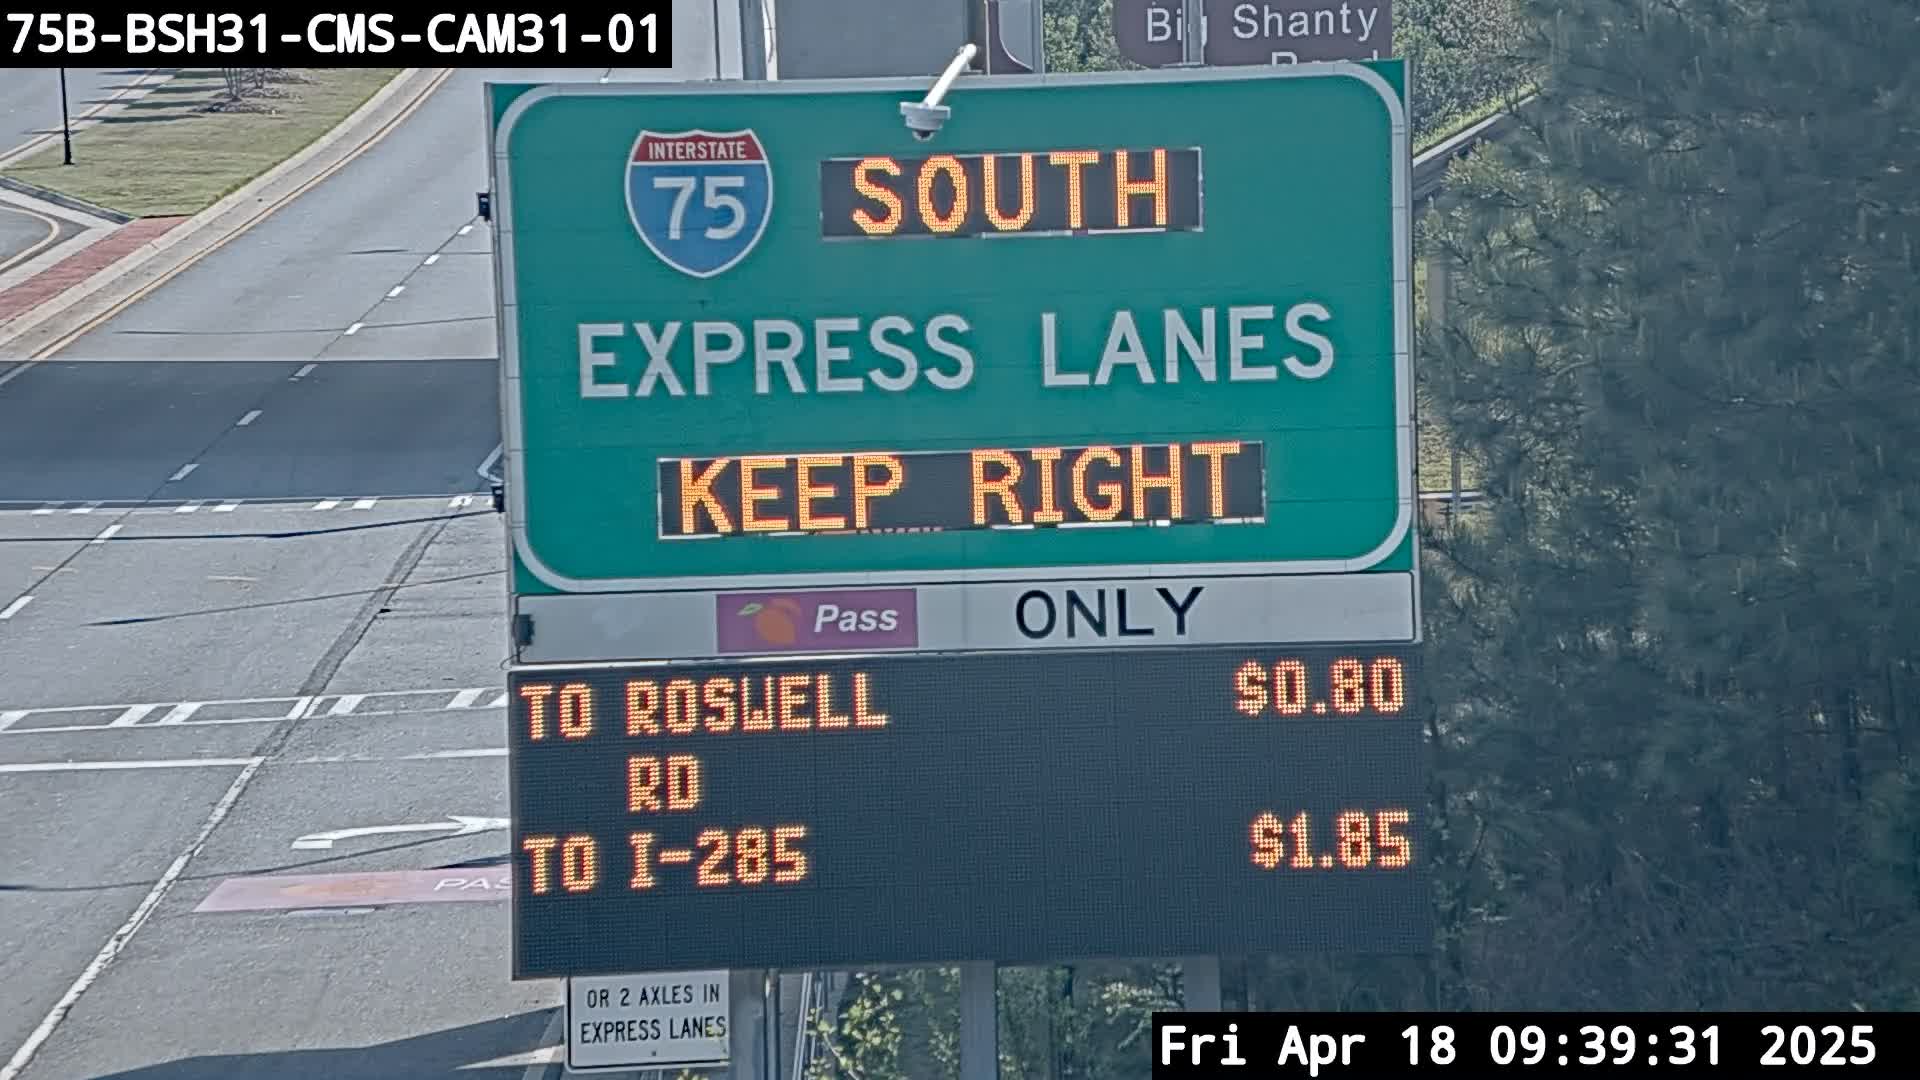 75B-BSH31-CMS-CAM31-01
Big Shanty
INTERSTATE
75
SOUTH
EXPRESS LANES
KEEP RIGHT
Pass ONLY
TO ROSWELL $0.80
RD
TO I-285 $1.85
OR 2 AXLES IN
EXPRESS LANES
Fri Apr 18 09:39:31 2025